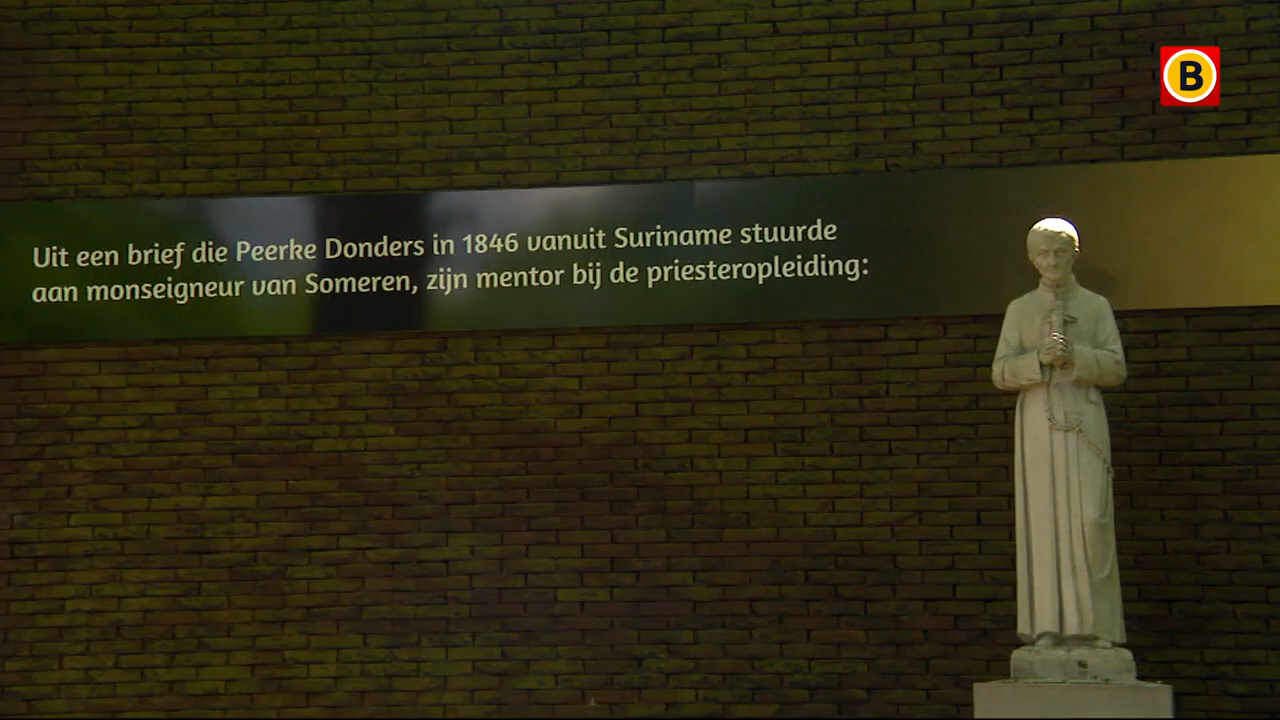 B
Uit een brief die Peerke Donders in 1846 vanuit Suriname stuurde
aan monseigneur van Someren, zijn mentor bij de priesteropleiding: